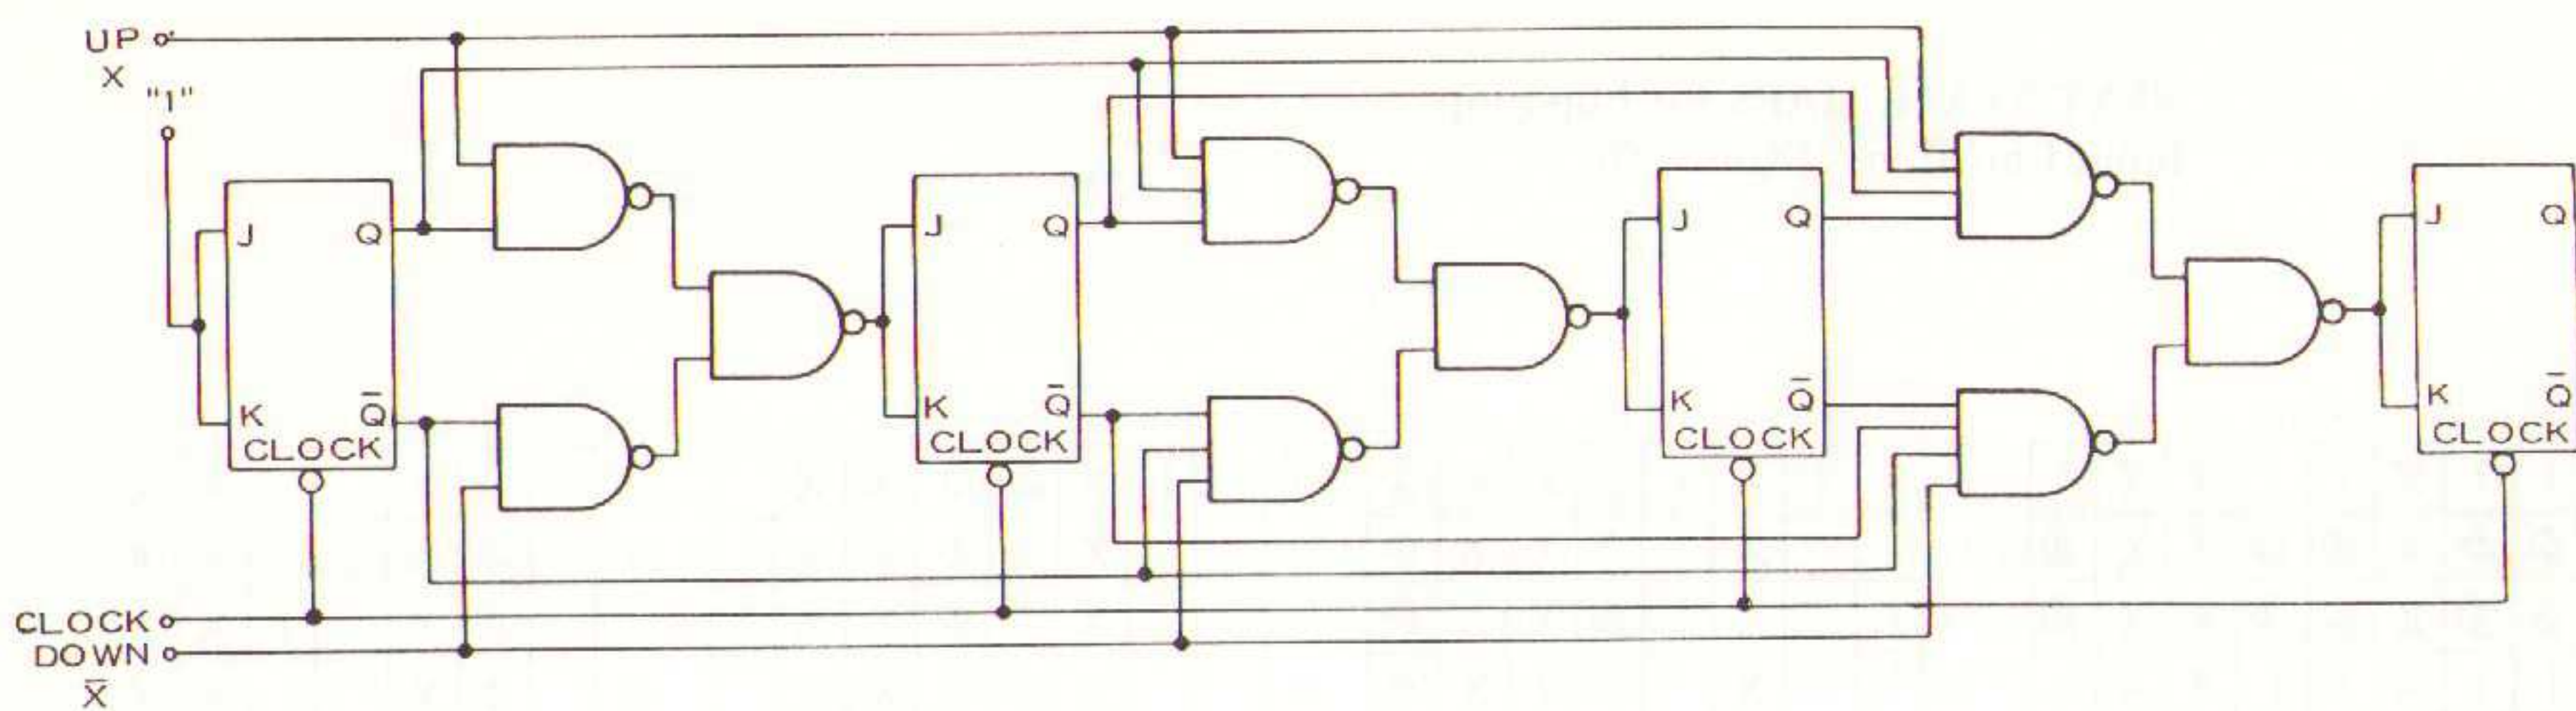 UP
X
"1"
J Q
K Q̅
CLOCK
J Q
K Q̅
CLOCK
J Q
K Q̅
CLOCK
J Q
K Q̅
CLOCK
CLOCK
DOWN
X̅